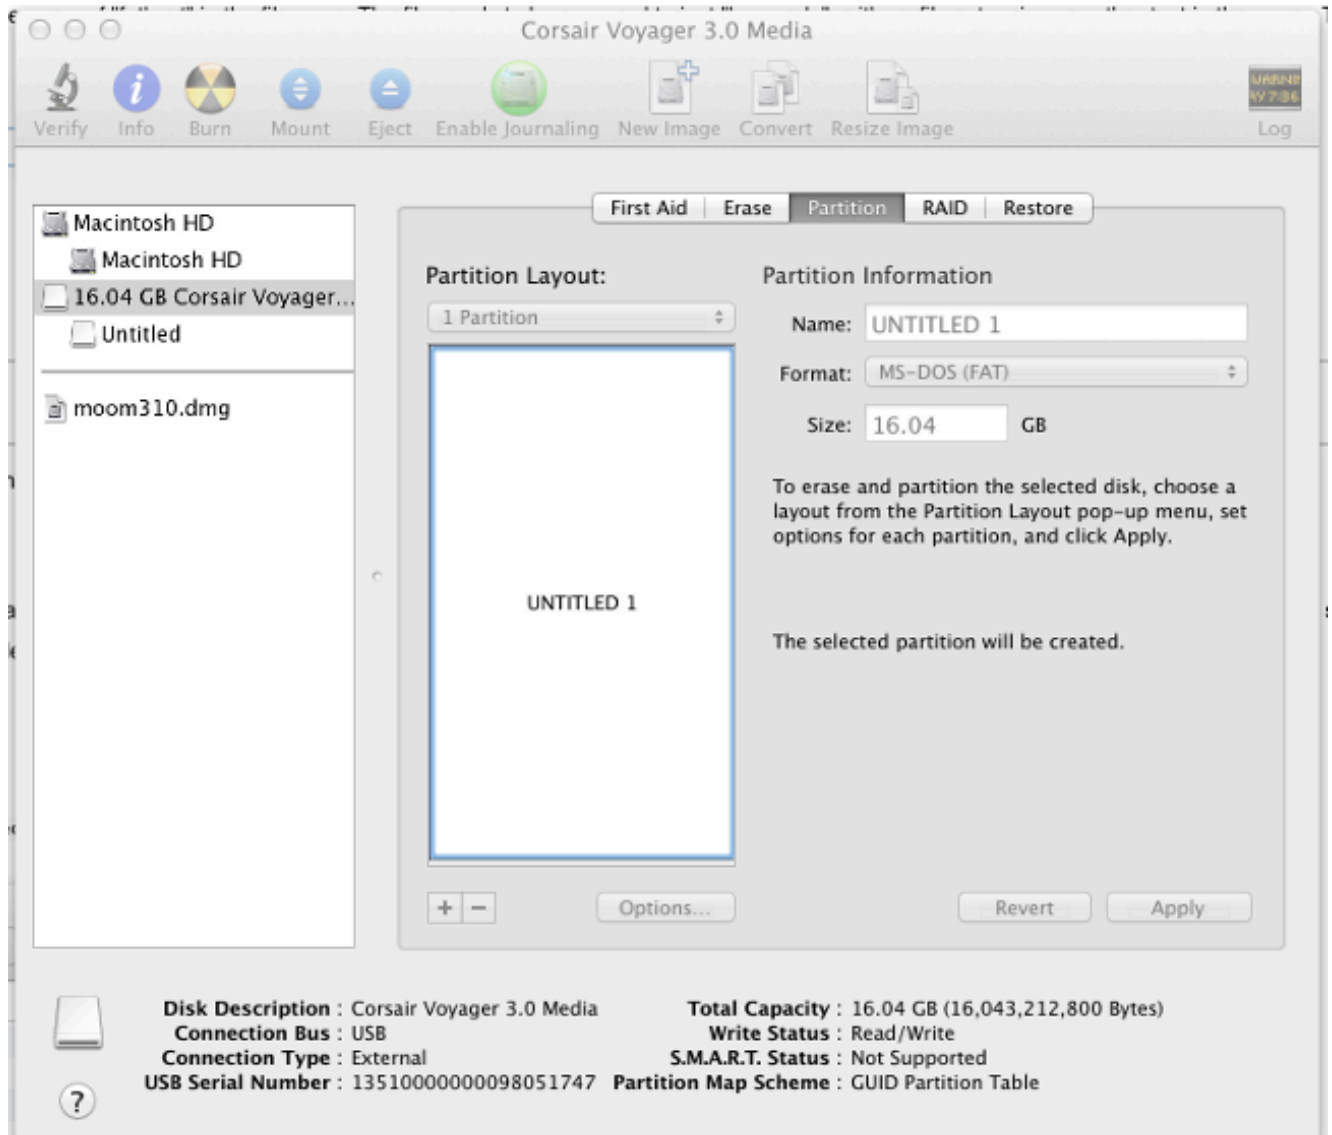 Corsair Voyager 3.0 Media
Verify Info Burn Mount Eject Enable Journaling New Image Convert Resize Image Log
WARNI
AY 7:36
First Aid Erase Partition RAID Restore
Macintosh HD
Macintosh HD
16.04 GB Corsair Voyager...
Untitled
moom310.dmg
Partition Layout:
1 Partition
UNTITLED 1
+ − Options...
Partition Information
Name: UNTITLED 1
Format: MS-DOS (FAT)
Size: 16.04 GB
To erase and partition the selected disk, choose a
layout from the Partition Layout pop-up menu, set
options for each partition, and click Apply.
The selected partition will be created.
Revert Apply
Disk Description : Corsair Voyager 3.0 Media
Connection Bus : USB
Connection Type : External
USB Serial Number : 13510000000098051747
Total Capacity : 16.04 GB (16,043,212,800 Bytes)
Write Status : Read/Write
S.M.A.R.T. Status : Not Supported
Partition Map Scheme : GUID Partition Table
?